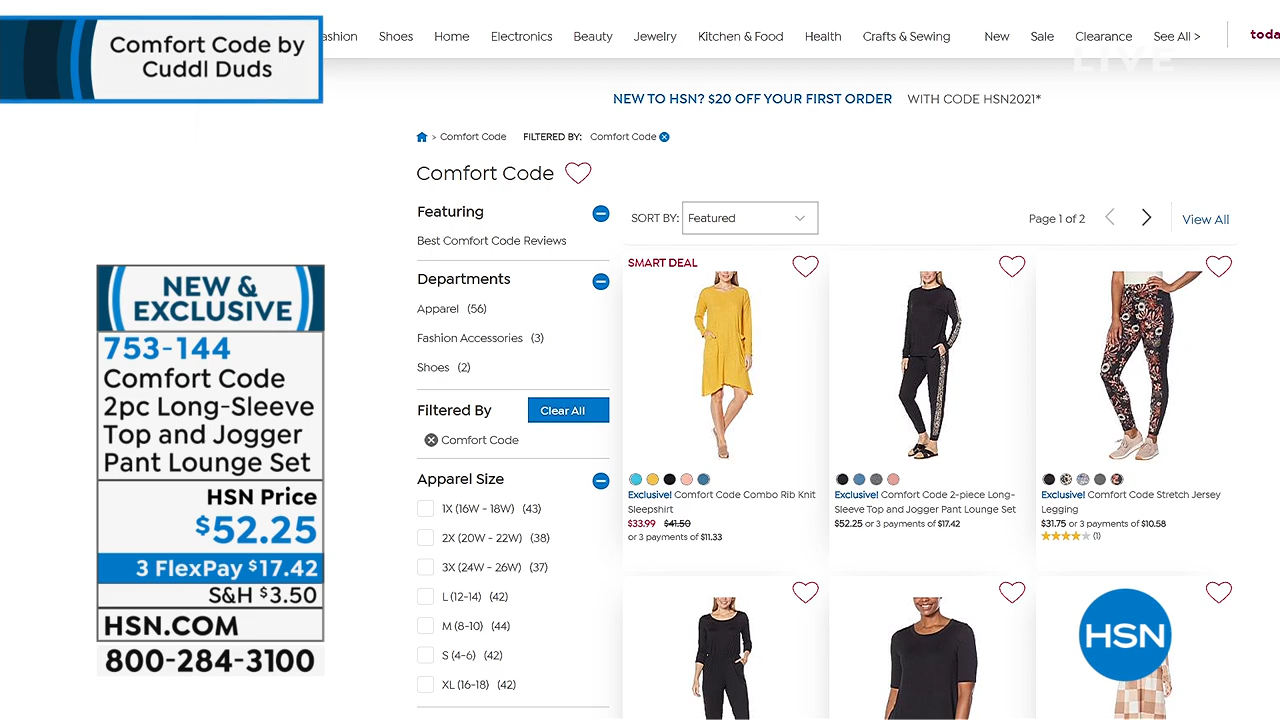 Comfort Code by
Cuddl Duds
ashion Shoes Home Electronics Beauty Jewelry Kitchen & Food Health Crafts & Sewing New Sale Clearance See All > toda
LIVE
NEW TO HSN? $20 OFF YOUR FIRST ORDER WITH CODE HSN2021*
> Comfort Code FILTERED BY: Comfort Code
Comfort Code
Featuring
Best Comfort Code Reviews
Departments
Apparel (56)
Fashion Accessories (3)
Shoes (2)
Filtered By Clear All
Comfort Code
Apparel Size
1X (16W - 18W) (43)
2X (20W - 22W) (38)
3X (24W - 26W) (37)
L (12-14) (42)
M (8-10) (44)
S (4-6) (42)
XL (16-18) (42)
SORT BY: Featured
Page 1 of 2 View All
SMART DEAL
Exclusive! Comfort Code Combo Rib Knit
Sleepshirt
$33.99 $41.50
or 3 payments of $11.33
Exclusive! Comfort Code 2-piece Long-
Sleeve Top and Jogger Pant Lounge Set
$52.25 or 3 payments of $17.42
Exclusive! Comfort Code Stretch Jersey
Legging
$31.75 or 3 payments of $10.58
(1)
NEW &
EXCLUSIVE
753-144
Comfort Code
2pc Long-Sleeve
Top and Jogger
Pant Lounge Set
HSN Price
$52.25
3 FlexPay $17.42
S&H $3.50
HSN.COM
800-284-3100
HSN